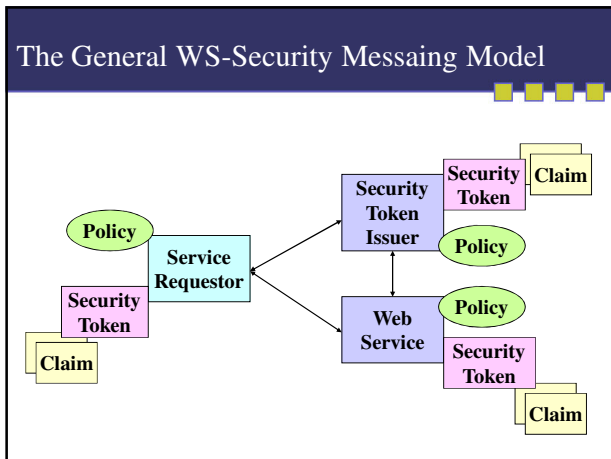 The General WS-Security Messaing Model
Policy
Service
Requestor
Security
Token
Claim
Security
Token
Issuer
Security
Token
Claim
Policy
Web
Service
Policy
Security
Token
Claim